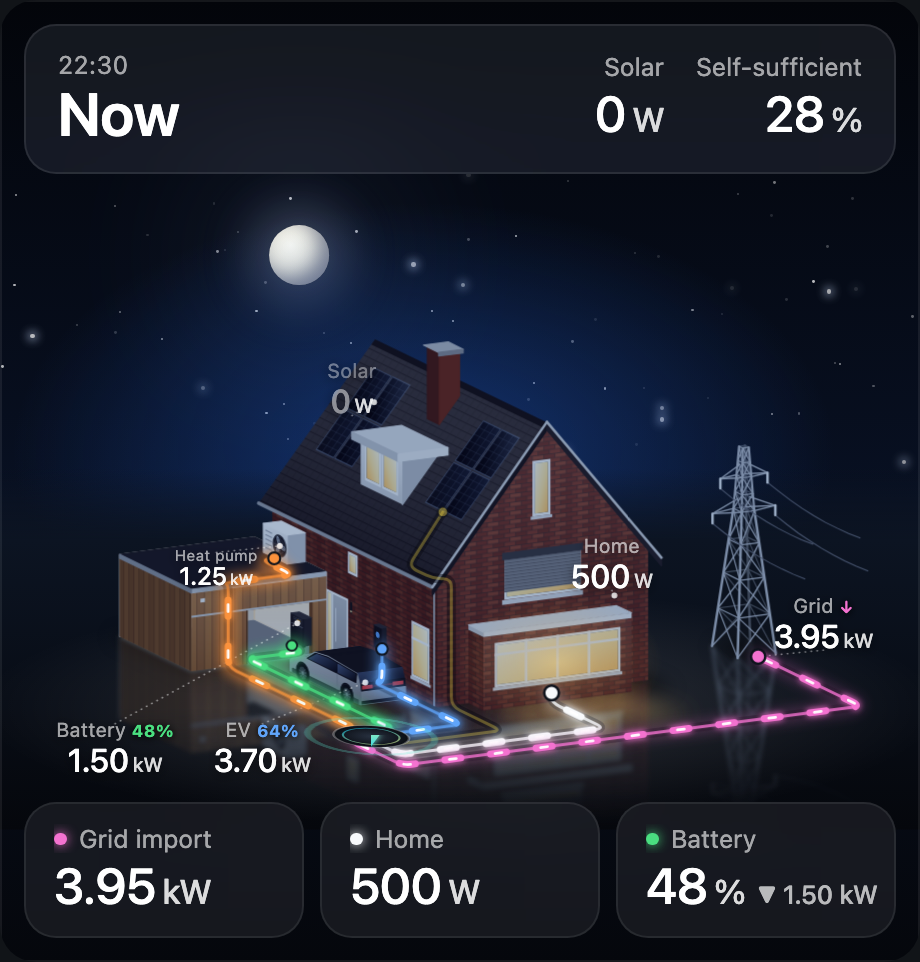 22:30
Now
Solar
0 W
Self-sufficient
28 %
Solar
0 W
Heat pump
1.25 kW
Home
500 W
Grid ↓
3.95 kW
Battery 48%
1.50 kW
EV 64%
3.70 kW
Grid import
3.95 kW
Home
500 W
Battery
48 % ▼ 1.50 kW